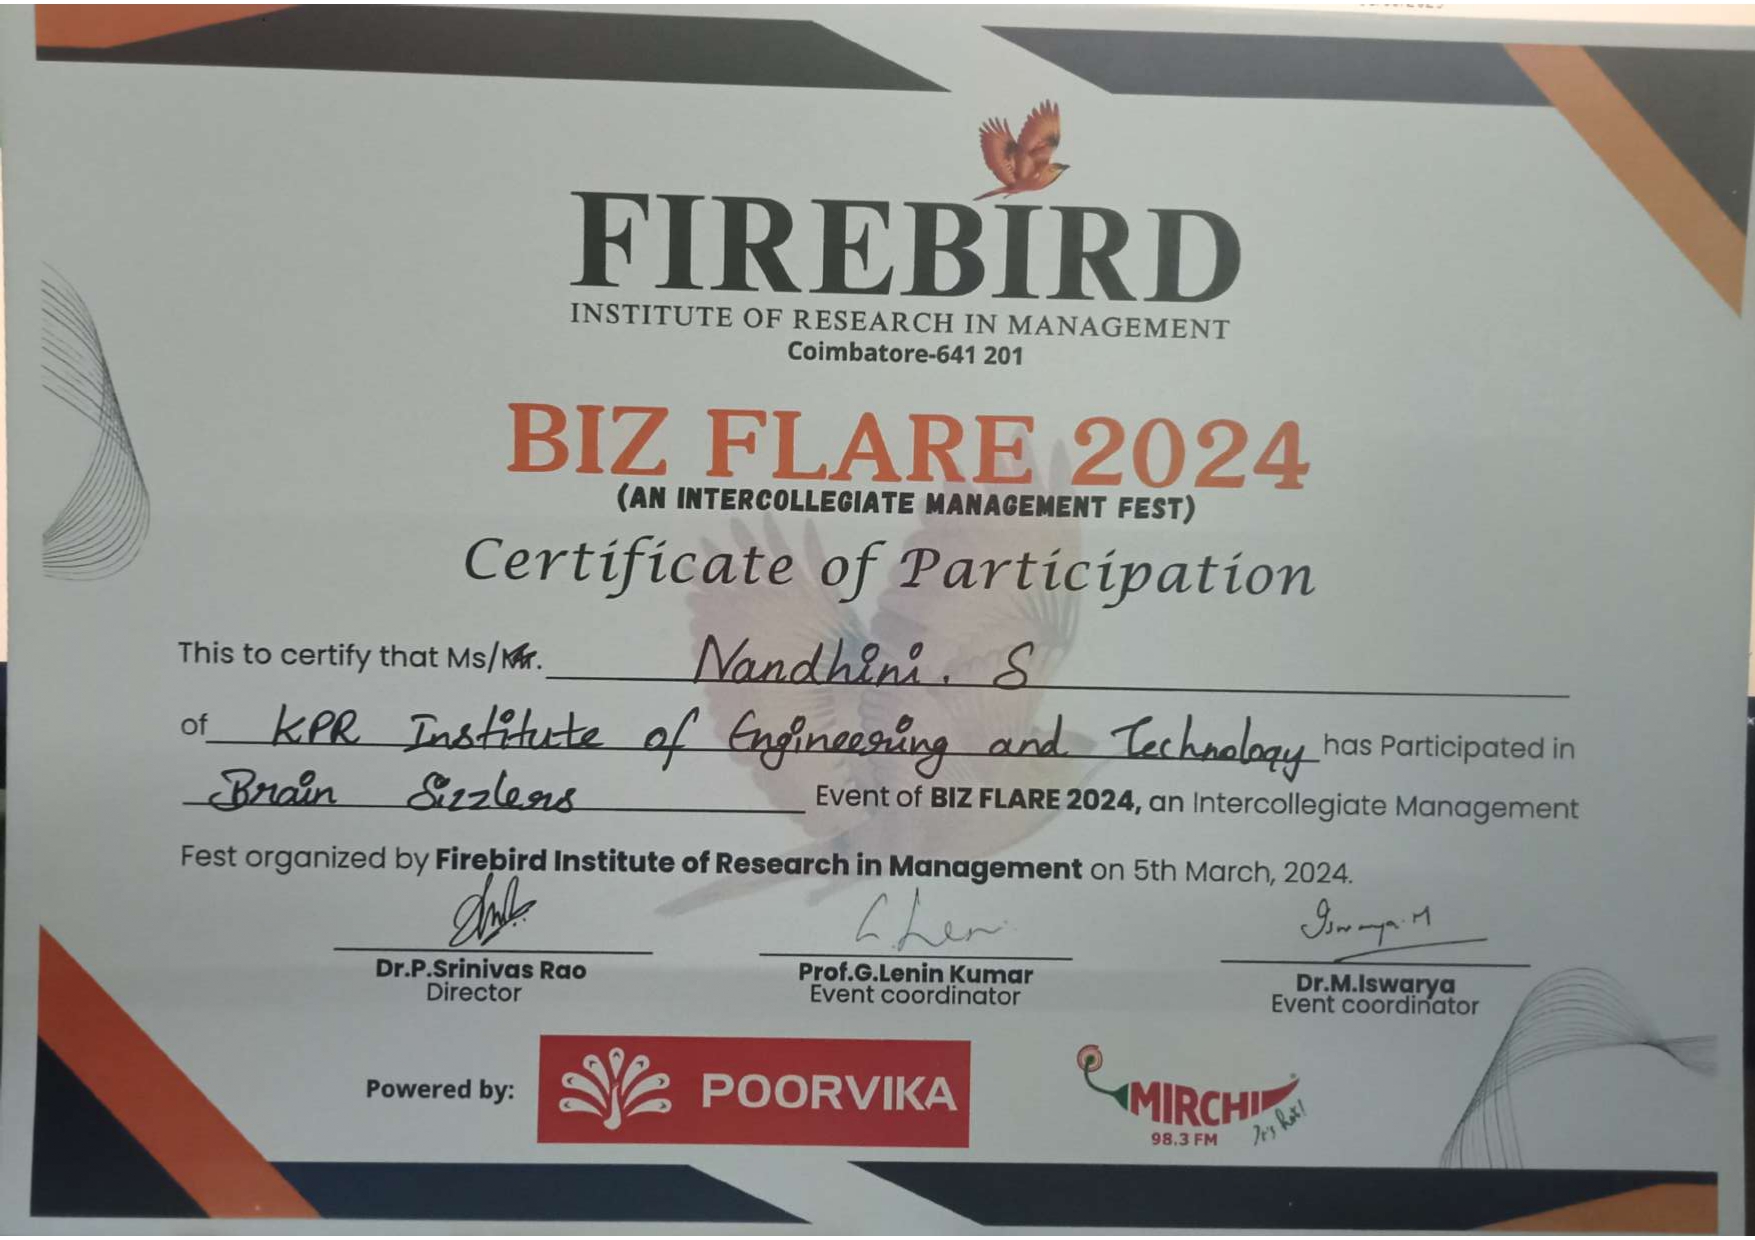 FIREBIRD
INSTITUTE OF RESEARCH IN MANAGEMENT
Coimbatore-641 201
BIZ FLARE 2024
(AN INTERCOLLEGIATE MANAGEMENT FEST)
Certificate of Participation
This to certify that Ms/Mr. Nandhini. S
of KPR Institute of Engineering and Technology has Participated in
Brain Sizzlers Event of BIZ FLARE 2024, an Intercollegiate Management
Fest organized by Firebird Institute of Research in Management on 5th March, 2024.
Iswarya.M
Dr.P.Srinivas Rao Prof.G.Lenin Kumar Dr.M.Iswarya
Director Event coordinator Event coordinator
Powered by: POORVIKA MIRCHI
98.3 FM It's hot!